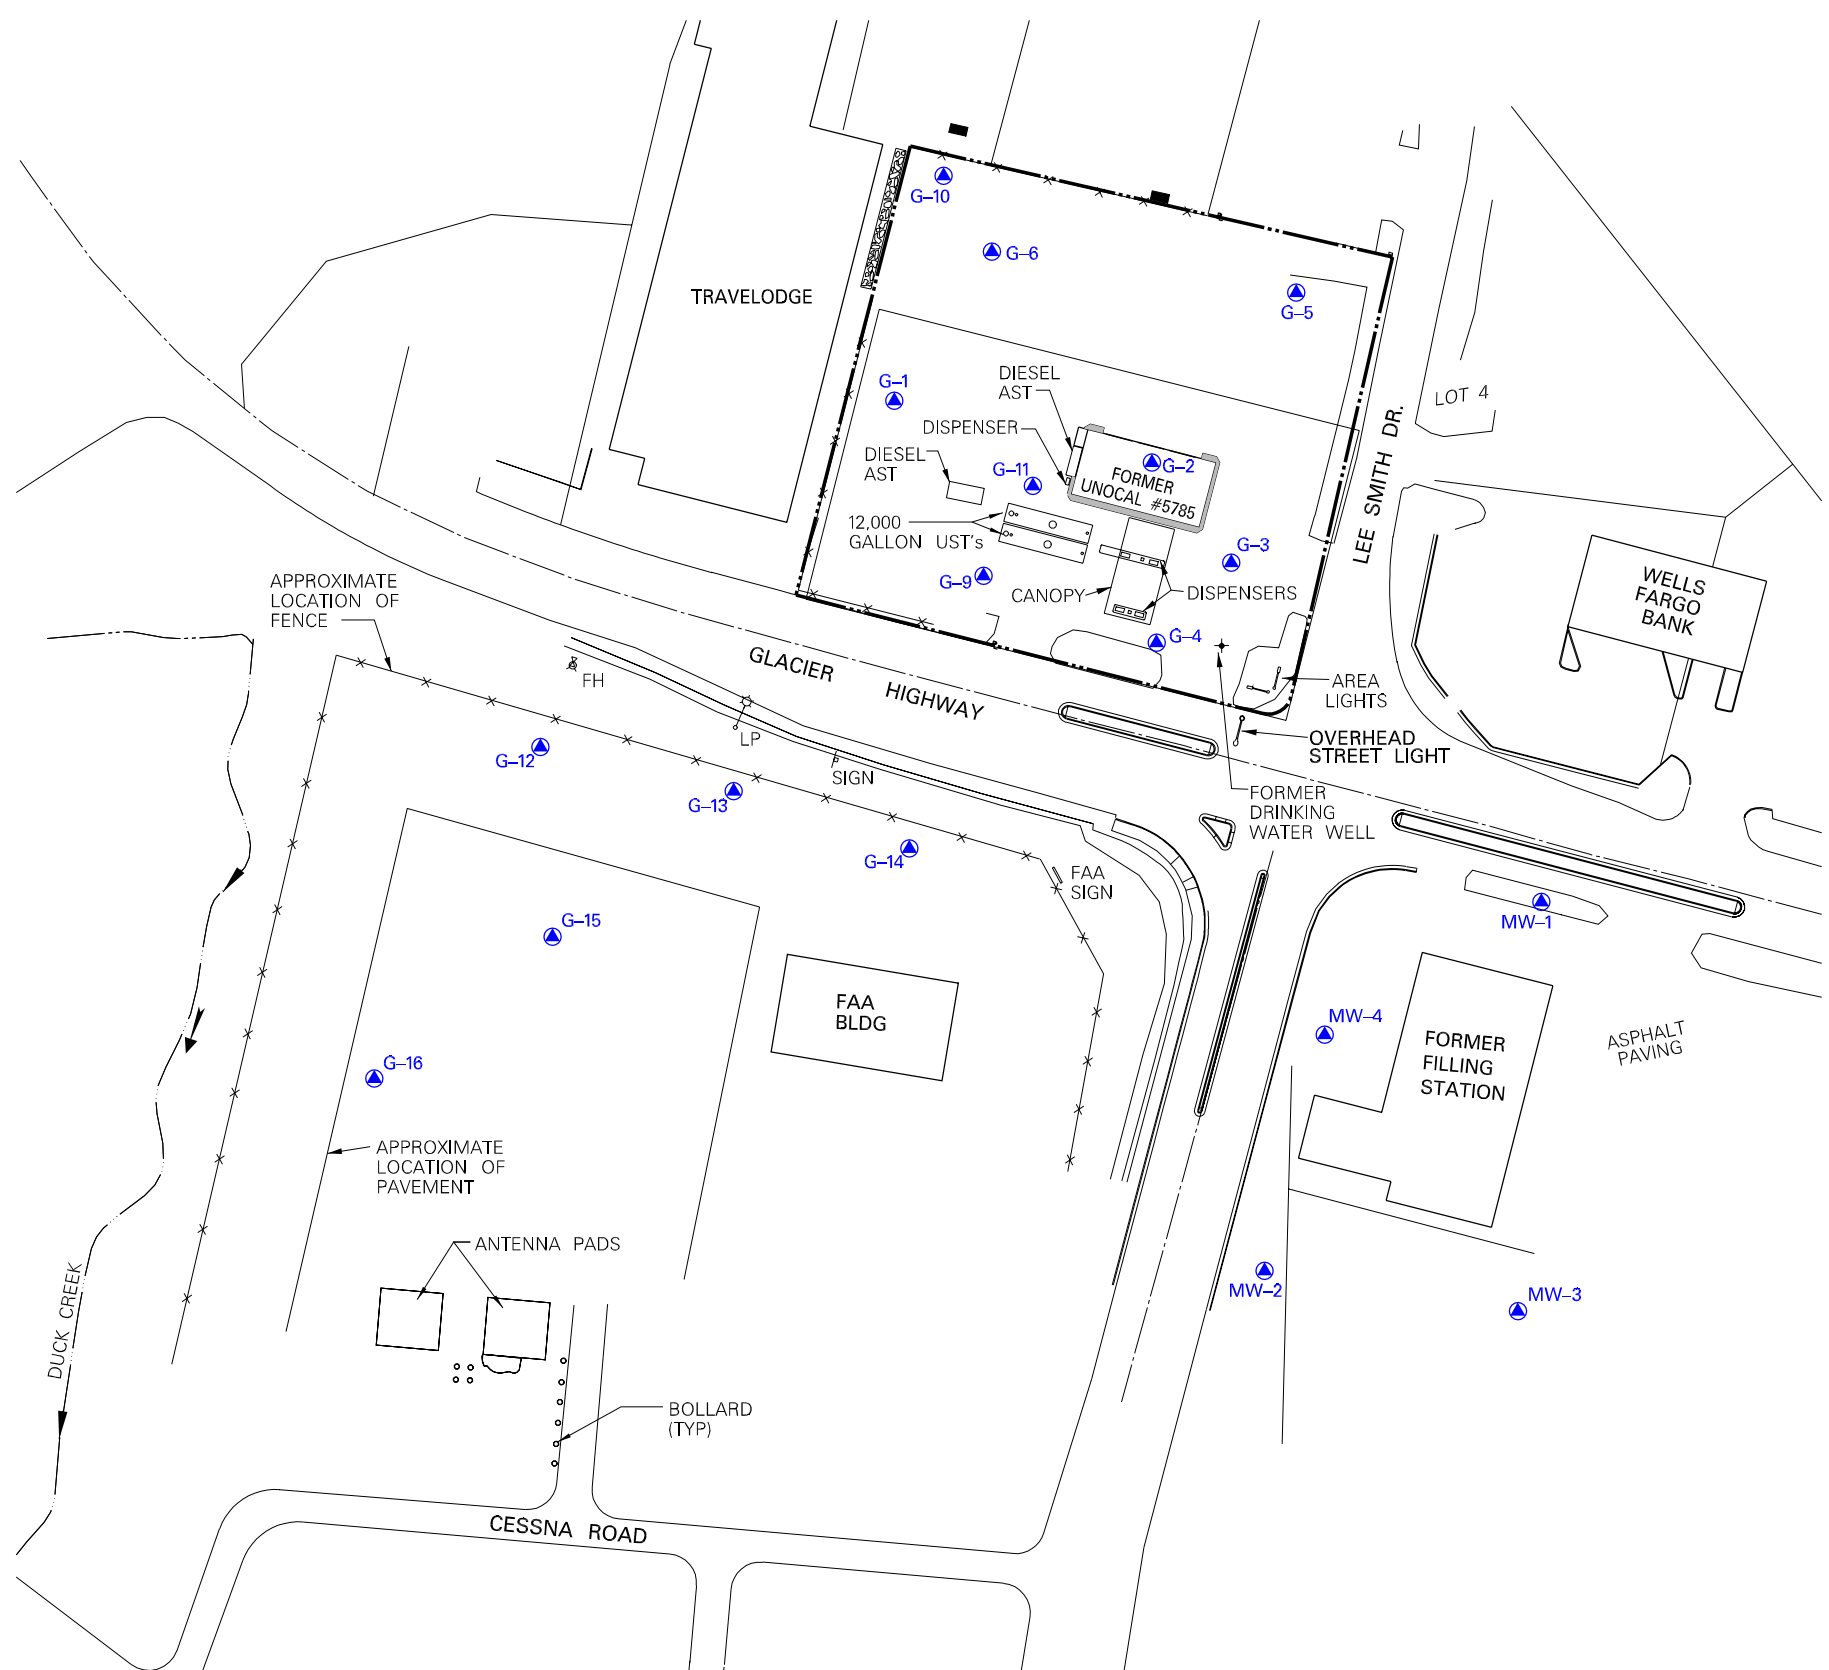 G–10
G–6
TRAVELODGE
G–5
G–1
DIESEL
AST
LOT 4
DISPENSER
DIESEL
AST
G–11
G–2
FORMER
UNOCAL #5785
12,000
GALLON UST's
LEE SMITH DR.
G–3
G–9
CANOPY
DISPENSERS
WELLS
FARGO
BANK
APPROXIMATE
LOCATION OF
FENCE
G–4
GLACIER HIGHWAY
FH
AREA
LIGHTS
LP
OVERHEAD
STREET LIGHT
G–12
SIGN
G–13
FORMER
DRINKING
WATER WELL
G–14
FAA
SIGN
MW–1
G–15
FAA
BLDG
MW–4
FORMER
FILLING
STATION
ASPHALT
PAVING
G–16
APPROXIMATE
LOCATION OF
PAVEMENT
ANTENNA PADS
MW–2
MW–3
DUCK CREEK
BOLLARD
(TYP)
CESSNA ROAD